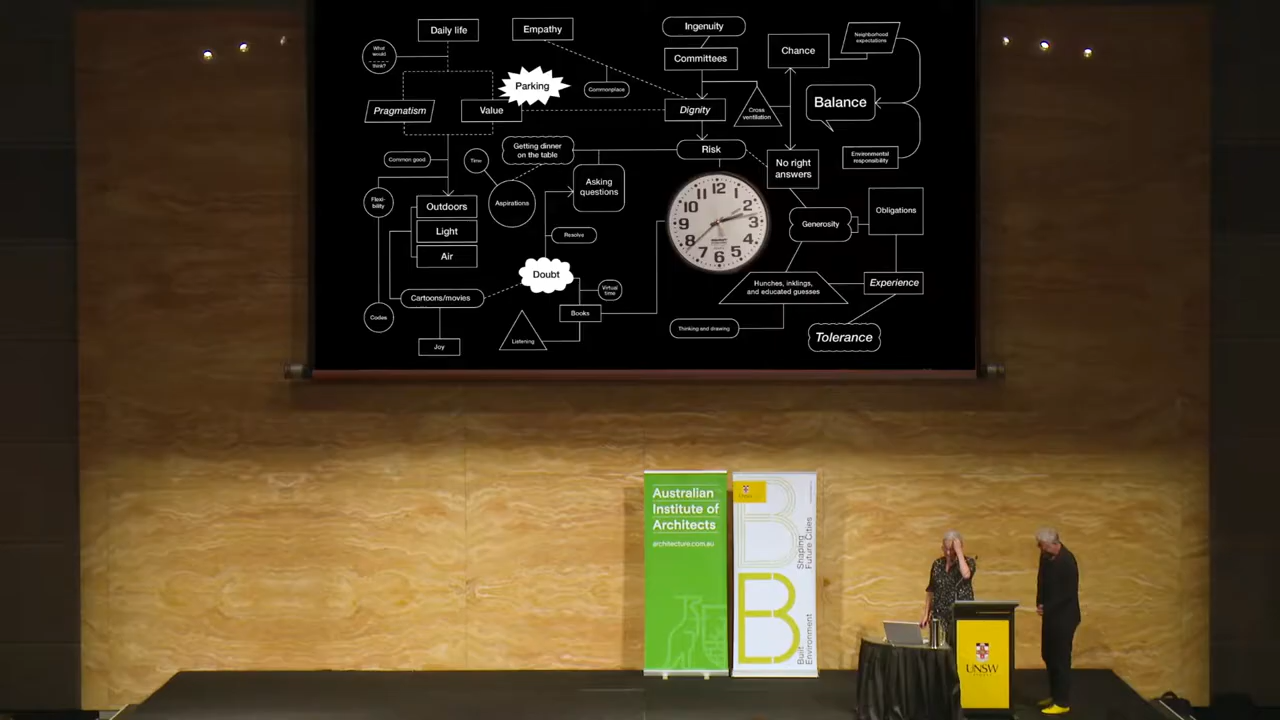 Daily life
Empathy
Ingenuity
Committees
Chance
Neighborhood
expectations
What
would
think?
Parking
Commonplace
Pragmatism
Value
Dignity
Cross
ventilation
Balance
Common good
Time
Getting dinner
on the table
Risk
No right
answers
Environmental
responsibility
Flexi-
bility
Outdoors
Light
Air
Aspirations
Asking
questions
Resolve
12
1
2
3
4
5
6
7
8
9
10
11
Generosity
Obligations
Doubt
Virtual
time
Books
Cartoons/movies
Codes
Joy
Listening
Hunches, inklings,
and educated guesses
Experience
Thinking and drawing
Tolerance
Australian
Institute of
Architects
architecture.com.au
UNSW
B
Shaping
Future Cities
B
Built
Environment
UNSW